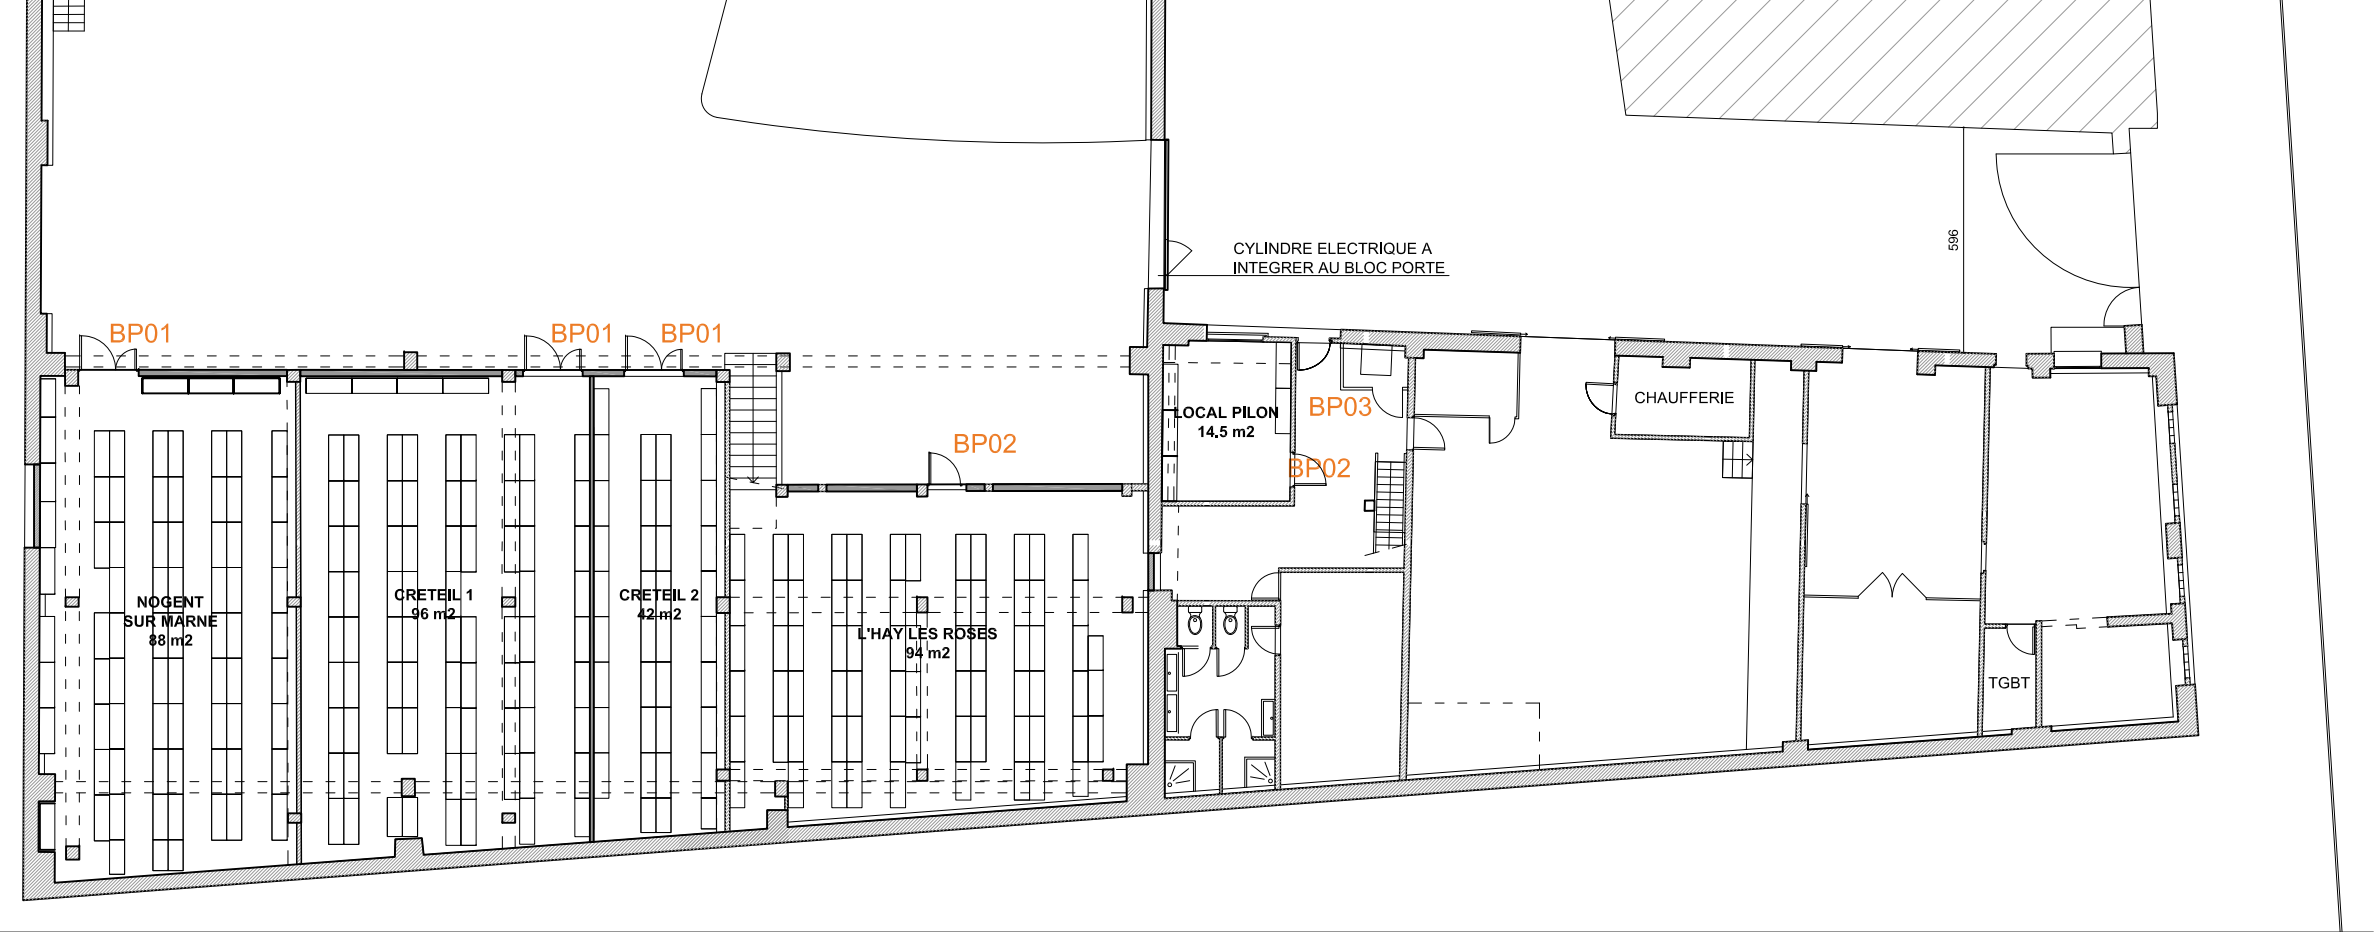 CYLINDRE ELECTRIQUE A
INTEGRER AU BLOC PORTE
596
BP01
BP01
BP01
BP02
BP03
BP02
LOCAL PILON
14.5 m2
CHAUFFERIE
NOGENT
SUR MARNE
88 m2
CRETEIL 1
96 m2
CRETEIL 2
42 m2
L'HAY LES ROSES
94 m2
TGBT